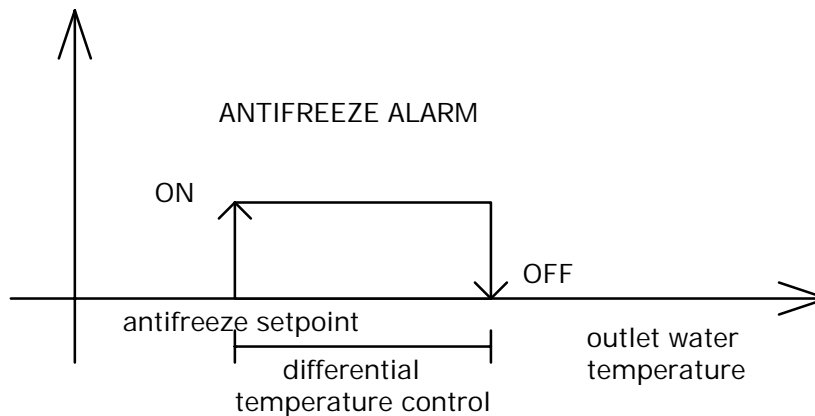 ANTIFREEZE ALARM
ON
OFF
antifreeze setpoint
outlet water
temperature
differential
temperature control